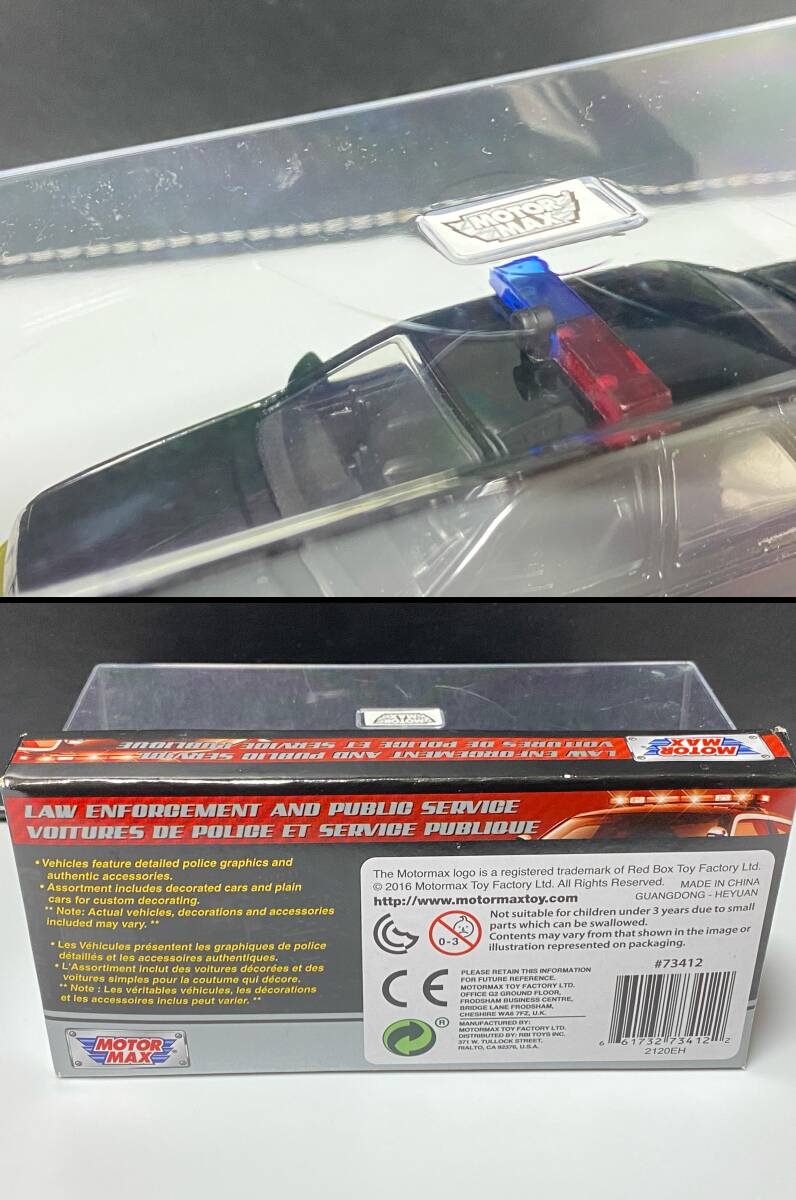 MOTOR
MAX
MOTOR
MAX
LAW ENFORCEMENT AND PUBLIC SERVICE
VOITURES DE POLICE ET SERVICE PUBLIQUE
MOTOR
MAX
LAW ENFORCEMENT AND PUBLIC SERVICE
VOITURES DE POLICE ET SERVICE PUBLIQUE
• Vehicles feature detailed police graphics and
authentic accessories.
• Assortment includes decorated cars and plain
cars for custom decorating.
** Note: Actual vehicles, decorations and accessories
included may vary. **
• Les Véhicules présentent les graphiques de police
détaillés et les accessoires authentiques.
• L'Assortiment inclut des voitures décorées et des
voitures simples pour la coutume qui décore.
** Note : Les véritables véhicules, les décorations
et les accessoires inclus peut varier. **
MOTOR
MAX
The Motormax logo is a registered trademark of Red Box Toy Factory Ltd.
© 2016 Motormax Toy Factory Ltd. All Rights Reserved. MADE IN CHINA
http://www.motormaxtoy.com GUANGDONG - HEYUAN
0-3
Not suitable for children under 3 years due to small
parts which can be swallowed.
Contents may vary from that shown in the image or
illustration represented on packaging.
CE
PLEASE RETAIN THIS INFORMATION
FOR FUTURE REFERENCE.
MOTORMAX TOY FACTORY LTD.
OFFICE G2 GROUND FLOOR,
FRODSHAM BUSINESS CENTRE,
BRIDGE LANE FRODSHAM,
CHESHIRE WA6 7FZ, U.K.
MANUFACTURED BY:
MOTORMAX TOY FACTORY LTD.
DISTRIBUTED BY: RBI TOYS INC.
371 W. TULLOCK STREET,
RIALTO, CA 92376, U.S.A.
®
#73412
6 61732 73412 2
2120EH